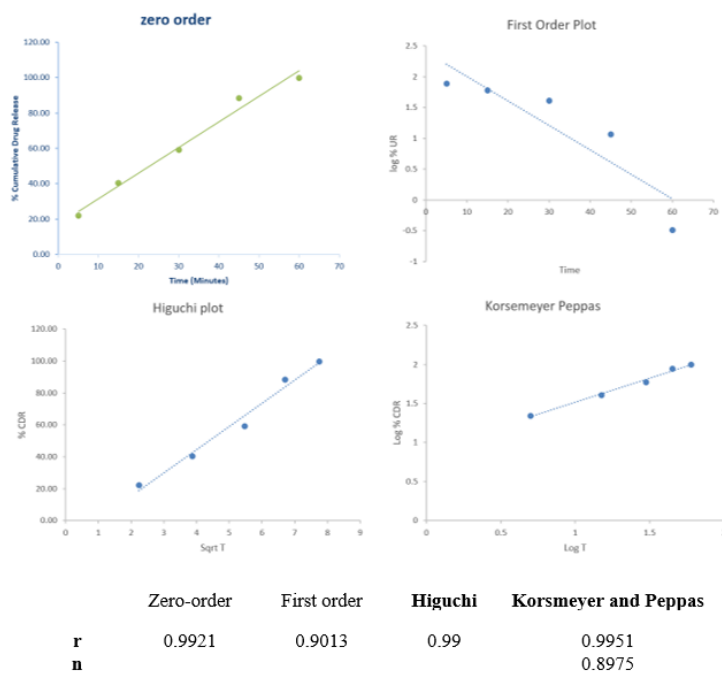 zero order
120.00
100.00
80.00
60.00
40.00
20.00
0.00
% Cumulative Drug Release
0 10 20 30 40 50 60 70
Time (Minutes)
First Order Plot
2.5
2
1.5
1
0.5
0
-0.5
-1
log % UR
0 10 20 30 40 50 60 70 80
Time
Higuchi plot
120.00
100.00
80.00
60.00
40.00
20.00
0.00
% CDR
0 1 2 3 4 5 6 7 8 9
Sqrt T
Korsemeyer Peppas
2.5
2
1.5
1
0.5
0
Log % CDR
0 0.5 1 1.5
Log T
Zero-order First order Higuchi Korsmeyer and Peppas
r 0.9921 0.9013 0.99 0.9951
n 0.8975